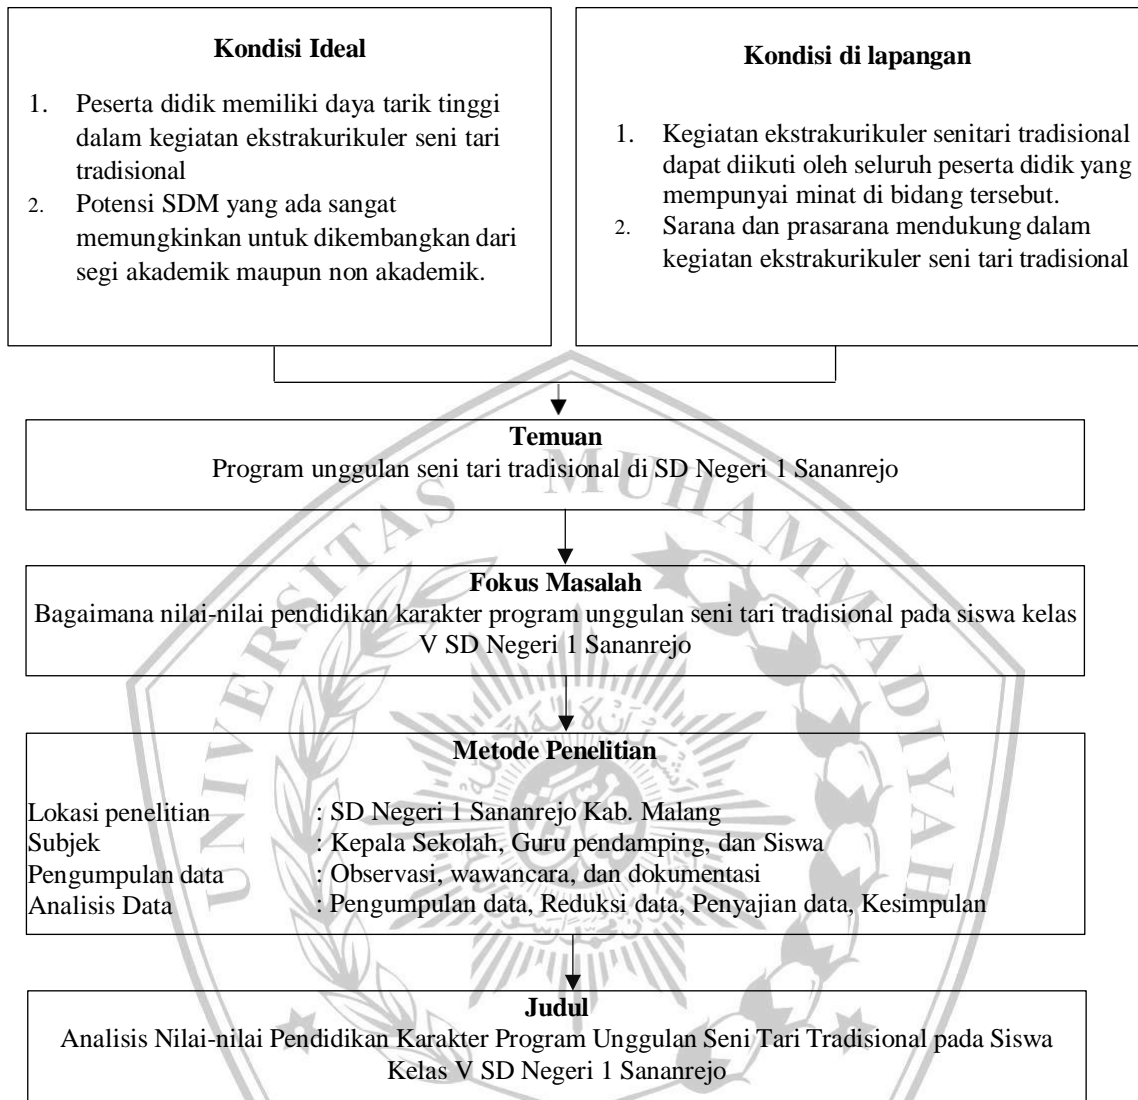 Kondisi Ideal
1. Peserta didik memiliki daya tarik tinggi
dalam kegiatan ekstrakurikuler seni tari
tradisional
2. Potensi SDM yang ada sangat
memungkinkan untuk dikembangkan dari
segi akademik maupun non akademik.
Kondisi di lapangan
1. Kegiatan ekstrakurikuler senitari tradisional
dapat diikuti oleh seluruh peserta didik yang
mempunyai minat di bidang tersebut.
2. Sarana dan prasarana mendukung dalam
kegiatan ekstrakurikuler seni tari tradisional
Temuan
Program unggulan seni tari tradisional di SD Negeri 1 Sananrejo
Fokus Masalah
Bagaimana nilai-nilai pendidikan karakter program unggulan seni tari tradisional pada siswa kelas
V SD Negeri 1 Sananrejo
Metode Penelitian
Lokasi penelitian : SD Negeri 1 Sananrejo Kab. Malang
Subjek : Kepala Sekolah, Guru pendamping, dan Siswa
Pengumpulan data : Observasi, wawancara, dan dokumentasi
Analisis Data : Pengumpulan data, Reduksi data, Penyajian data, Kesimpulan
Judul
Analisis Nilai-nilai Pendidikan Karakter Program Unggulan Seni Tari Tradisional pada Siswa
Kelas V SD Negeri 1 Sananrejo
UNIVERSITAS MUHAMMADIYAH